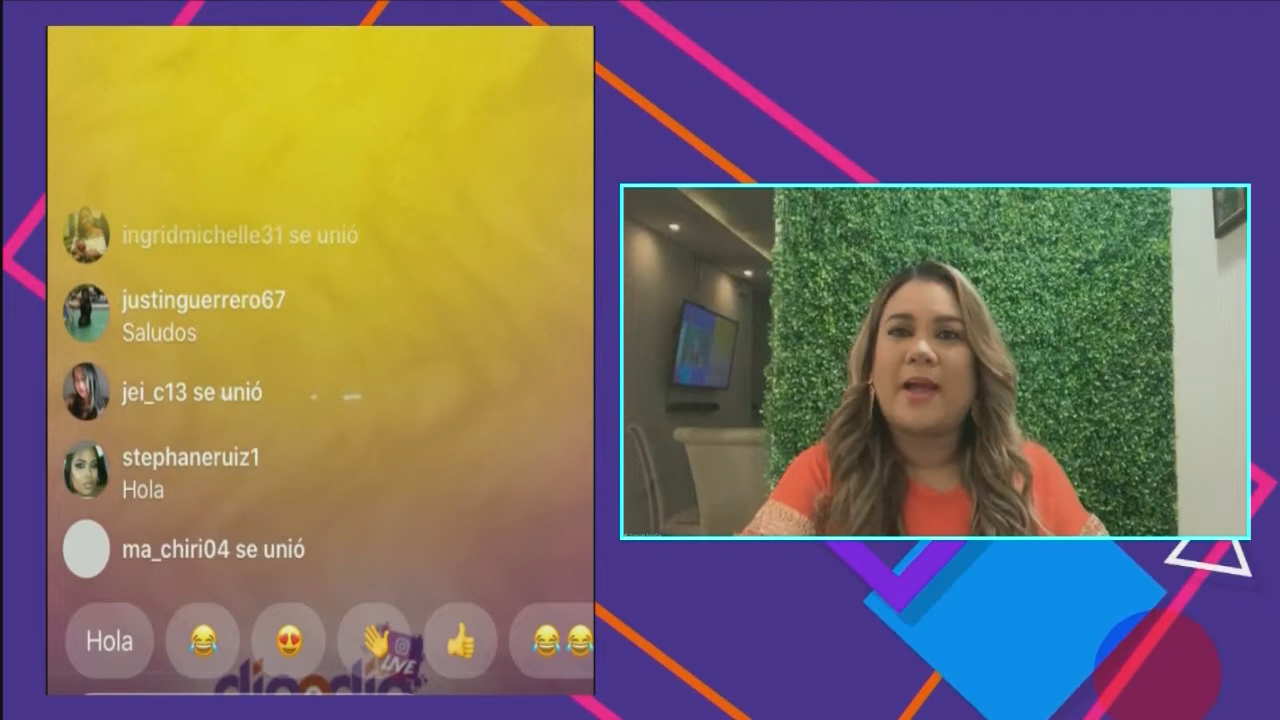 ingridmichelle31 se unió
justinguerrero67
Saludos
jei_c13 se unió
stephaneruiz1
Hola
ma_chiri04 se unió
Hola
LIVE